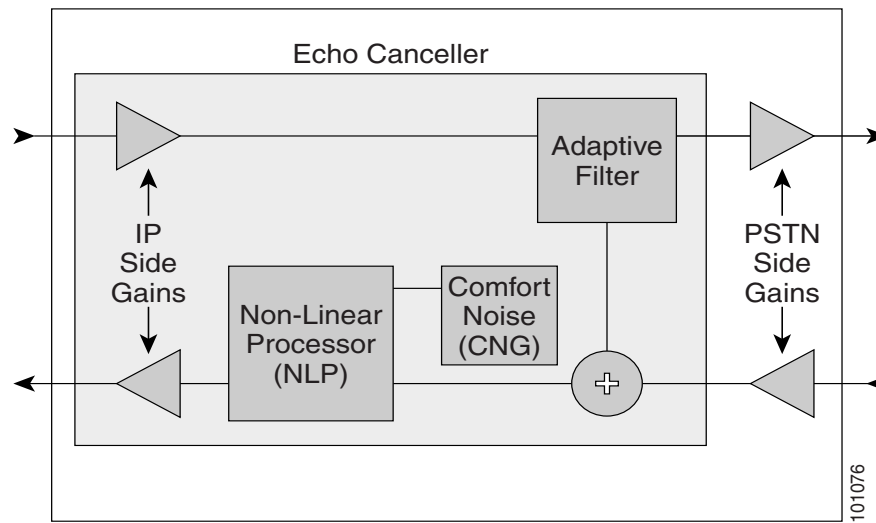 Echo Canceller
Adaptive
Filter
IP
Side
Gains
PSTN
Side
Gains
Non-Linear
Processor
(NLP)
Comfort
Noise
(CNG)
+
101076